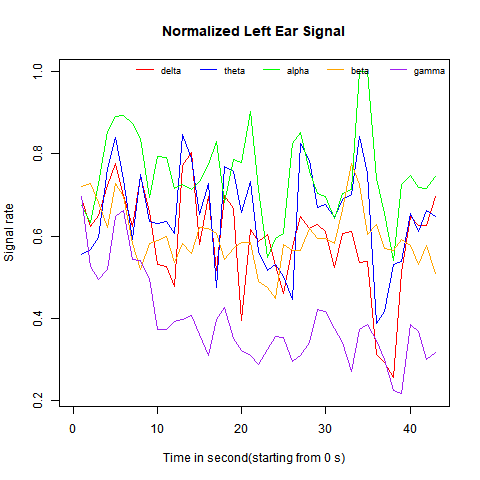 Normalized Left Ear Signal
delta theta alpha beta gamma
Signal rate
1.0
0.8
0.6
0.4
0.2
0 10 20 30 40
Time in second(starting from 0 s)